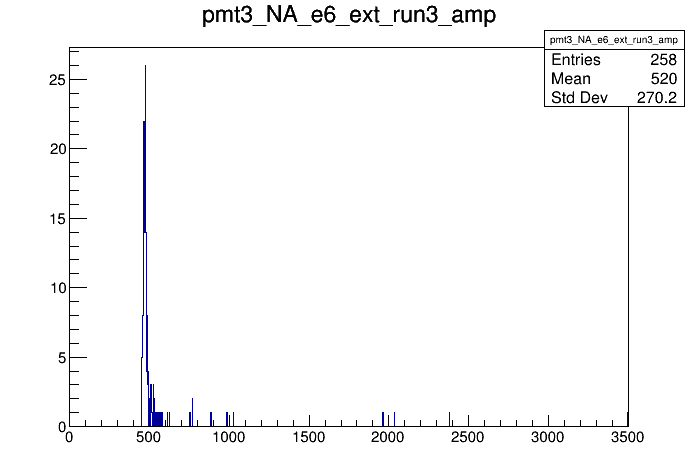 pmt3_NA_e6_ext_run3_amp
pmt3_NA_e6_ext_run3_amp
Entries 258
Mean 520
Std Dev 270.2
25
20
15
10
5
0
0 500 1000 1500 2000 2500 3000 3500